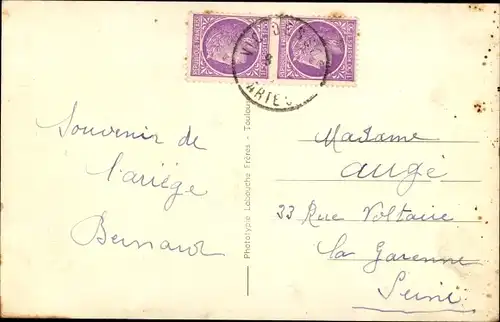 Souvenir de
l'ariège
Bernard
Phototypie Labouche Frères - Toulouse
Madame
augé
33 Rue Voltaire
la Garenne
Seine